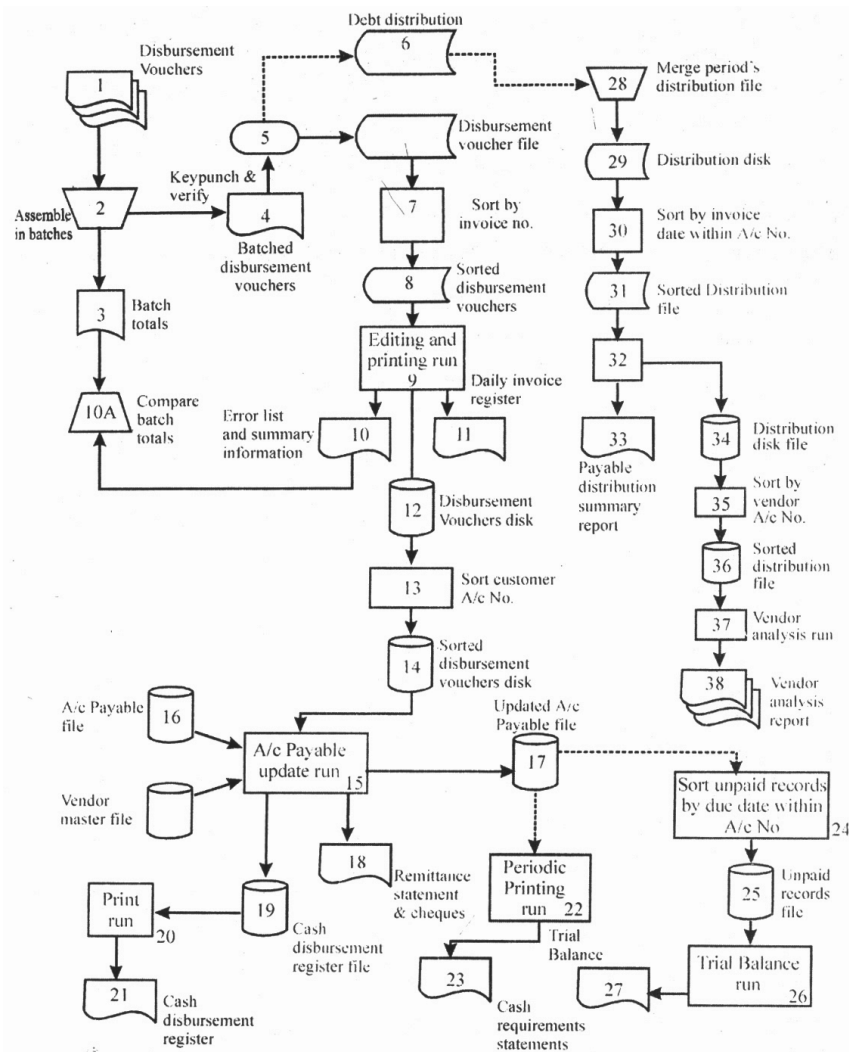 Debt distribution
6
Disbursement
Vouchers
1
28
Merge period's
distribution file
5
Disbursement
voucher file
Keypunch &
verify
29
Distribution disk
2
Assemble
in batches
4
Batched
disbursement
vouchers
7
Sort by
invoice no.
30
Sort by invoice
date within A/c No.
8
Sorted
disbursement
vouchers
31
Sorted Distribution
file
3
Batch
totals
Editing and
printing run
9
32
Daily invoice
register
10A
Compare
batch
totals
Error list
and summary
information
10
11
33
Payable
distribution
summary
report
34
Distribution
disk file
35
Sort by
vendor
A/c No.
12
Disbursement
Vouchers disk
36
Sorted
distribution
file
13
Sort customer
A/c No.
37
Vendor
analysis run
14
Sorted
disbursement
vouchers disk
38
Vendor
analysis
report
A/c Payable
file
16
Updated A/c
Payable file
17
A/c Payable
update run
15
Vendor
master file
Sort unpaid records
by due date within
A/c No
24
18
Remittance
statement
& cheques
Periodic
Printing
run
22
25
Unpaid
records
file
Print
run
20
19
Cash
disbursement
register file
Trial
Balance
21
Cash
disbursement
register
23
Cash
requirements
statements
27
Trial Balance
run
26